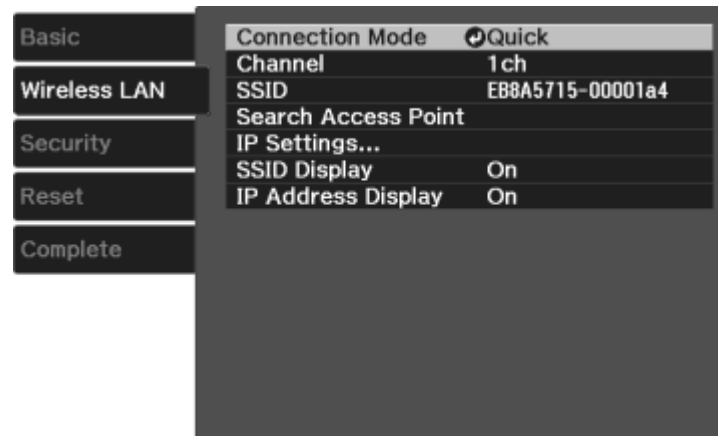 Basic
Wireless LAN
Security
Reset
Complete
Connection Mode Quick
Channel 1ch
SSID EB8A5715-00001a4
Search Access Point
IP Settings...
SSID Display On
IP Address Display On